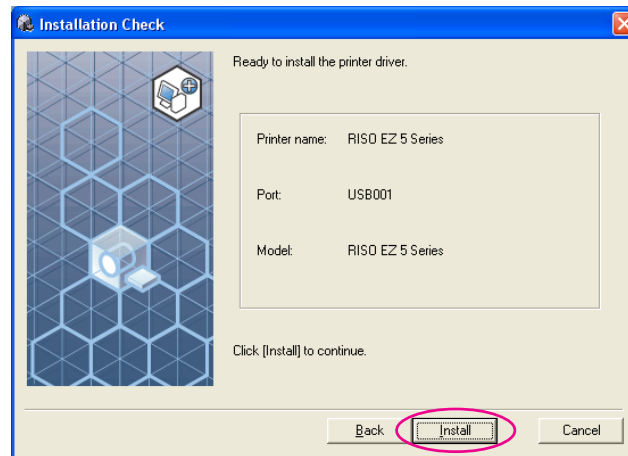 Installation Check
Ready to install the printer driver.
Printer name: RISO EZ 5 Series
Port: USB001
Model: RISO EZ 5 Series
Click [Install] to continue.
Back Install Cancel